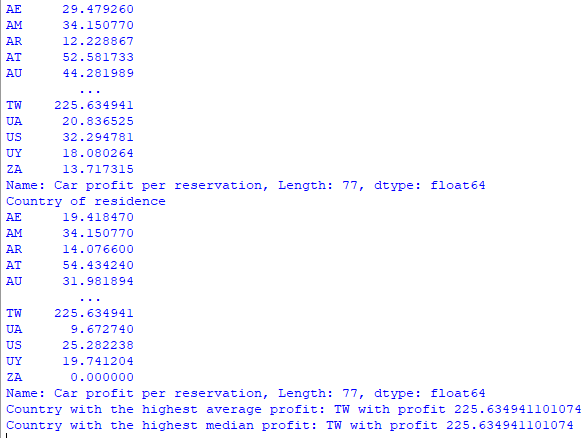 AE     29.479260
AM     34.150770
AR     12.228867
AT     52.581733
AU     44.281989
         ...
TW    225.634941
UA     20.836525
US     32.294781
UY     18.080264
ZA     13.717315
Name: Car profit per reservation, Length: 77, dtype: float64
Country of residence
AE     19.418470
AM     34.150770
AR     14.076600
AT     54.434240
AU     31.981894
         ...
TW    225.634941
UA      9.672740
US     25.282238
UY     19.741204
ZA      0.000000
Name: Car profit per reservation, Length: 77, dtype: float64
Country with the highest average profit: TW with profit 225.634941101074
Country with the highest median profit: TW with profit 225.634941101074